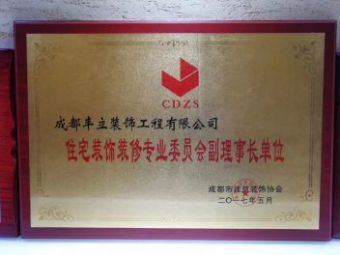 CDZS
成都丰立装饰工程有限公司
住宅装饰装修专业委员会副理事长单位
成都市建筑装饰协会
二〇一七年五月